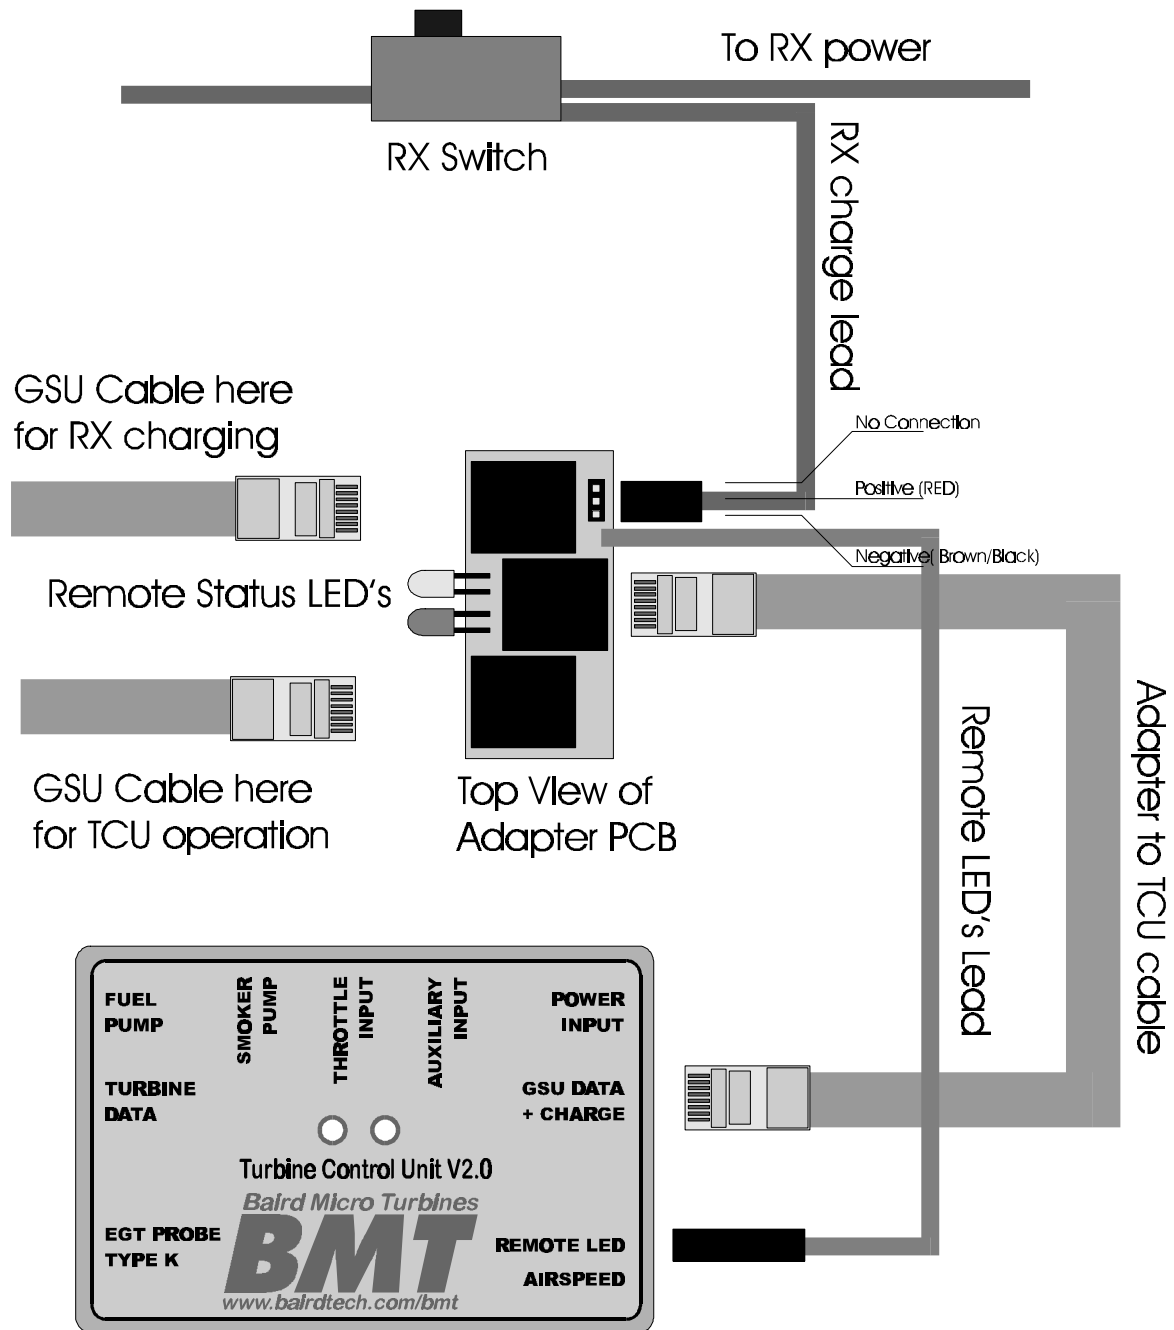 To RX power
RX Switch
RX charge lead
GSU Cable here
for RX charging
No Connection
Positive (RED)
Negative( Brown/Black)
Remote Status LED's
GSU Cable here
for TCU operation
Top View of
Adapter PCB
Remote LED's Lead
Adapter to TCU cable
FUEL
PUMP
SMOKER
PUMP
THROTTLE
INPUT
AUXILIARY
INPUT
POWER
INPUT
TURBINE
DATA
GSU DATA
+ CHARGE
Turbine Control Unit V2.0
Baird Micro Turbines
BMT
www.bairdtech.com/bmt
EGT PROBE
TYPE K
REMOTE LED
AIRSPEED